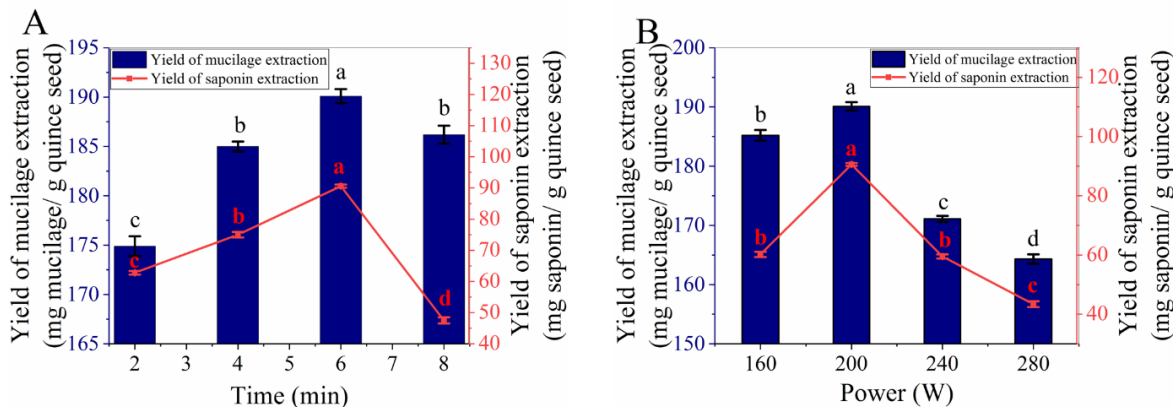 A
Yield of mucilage extraction
(mg mucilage/ g quince seed)
195
190
185
180
175
170
165
Yield of mucilage extraction
Yield of saponin extraction
c
b
a
b
c
b
a
d
130
120
110
100
90
80
70
60
50
40
Yield of saponin extraction
(mg saponin/ g quince seed)
2 3 4 5 6 7 8
Time (min)
B
Yield of mucilage extraction
(mg mucilage/ g quince seed)
200
190
180
170
160
150
Yield of mucilage extraction
Yield of saponin extraction
b
a
c
d
b
a
b
c
120
100
80
60
40
Yield of saponin extraction
(mg saponin/ g quince seed)
160 200 240 280
Power (W)